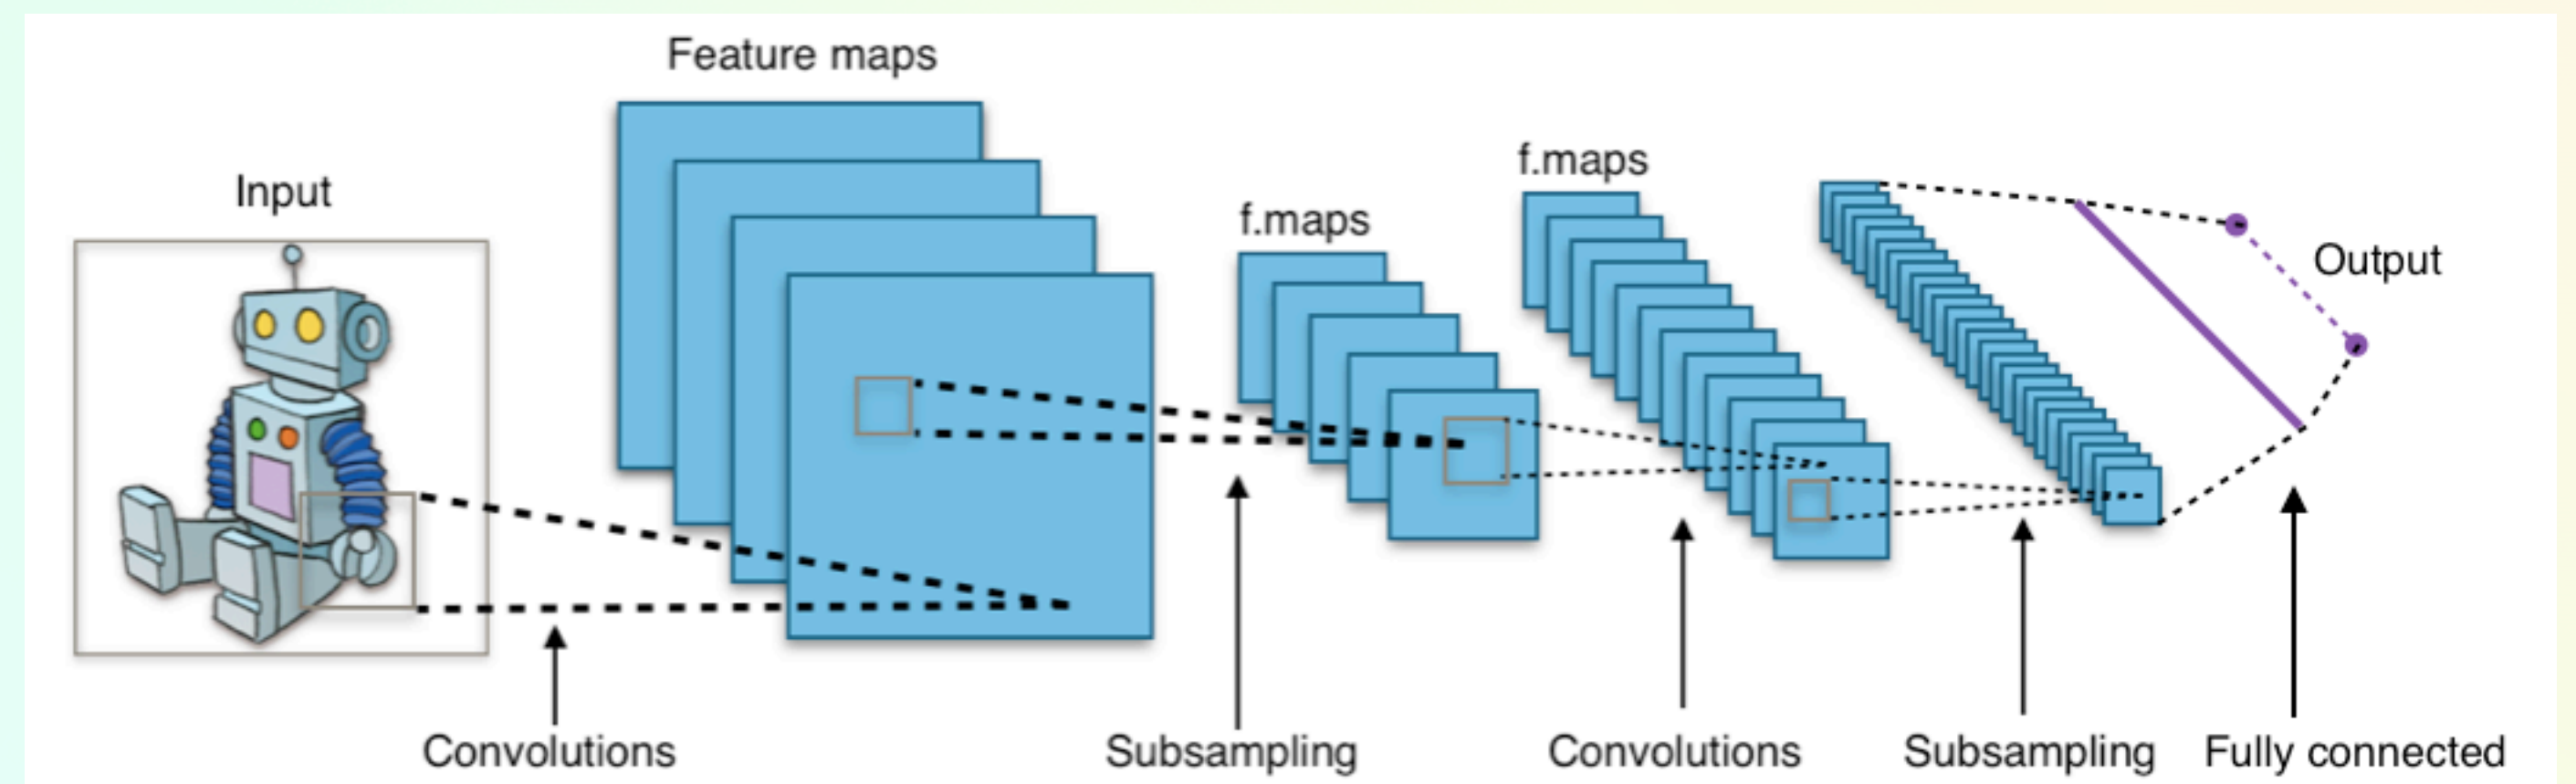 Feature maps
Input
f.maps
f.maps
Output
Convolutions
Subsampling
Convolutions
Subsampling
Fully connected